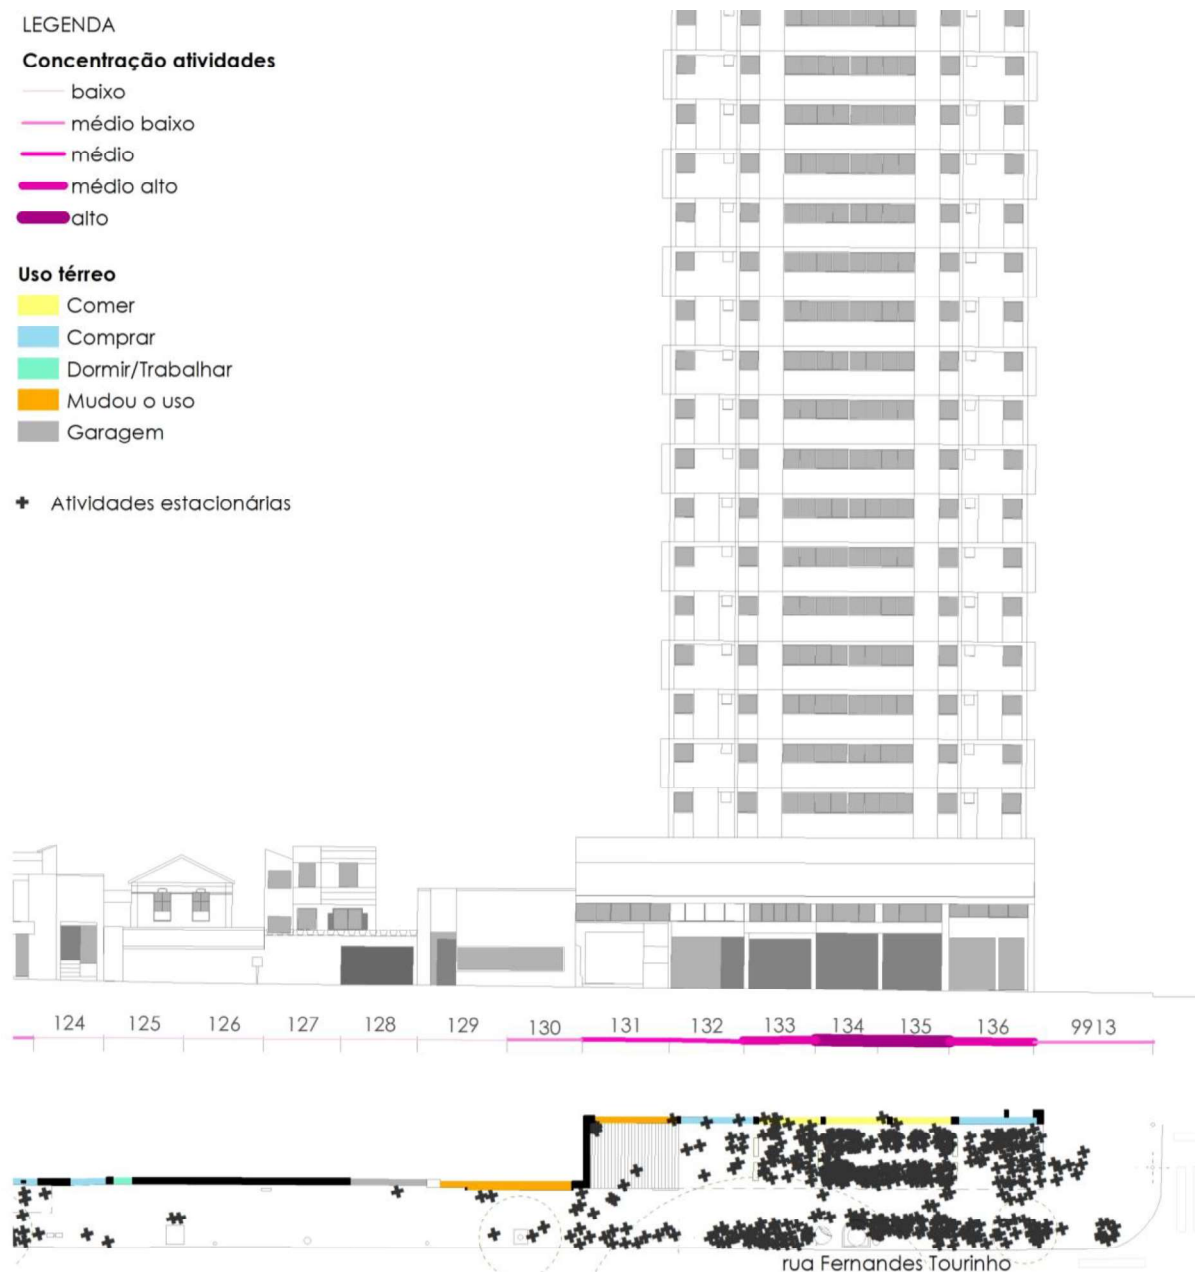 LEGENDA
Concentração atividades
baixo
médio baixo
médio
médio alto
alto
Uso térreo
Comer
Comprar
Dormir/Trabalhar
Mudou o uso
Garagem
Atividades estacionárias
124 125 126 127 128 129 130 131 132 133 134 135 136 9913
rua Fernandes Tourinho